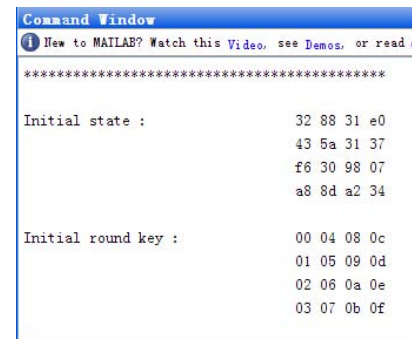 Command Window
New to MATLAB? Watch this Video, see Demos, or read
********************************************
Initial state : 32 88 31 e0
43 5a 31 37
f6 30 98 07
a8 8d a2 34
Initial round key : 00 04 08 0c
01 05 09 0d
02 06 0a 0e
03 07 0b 0f